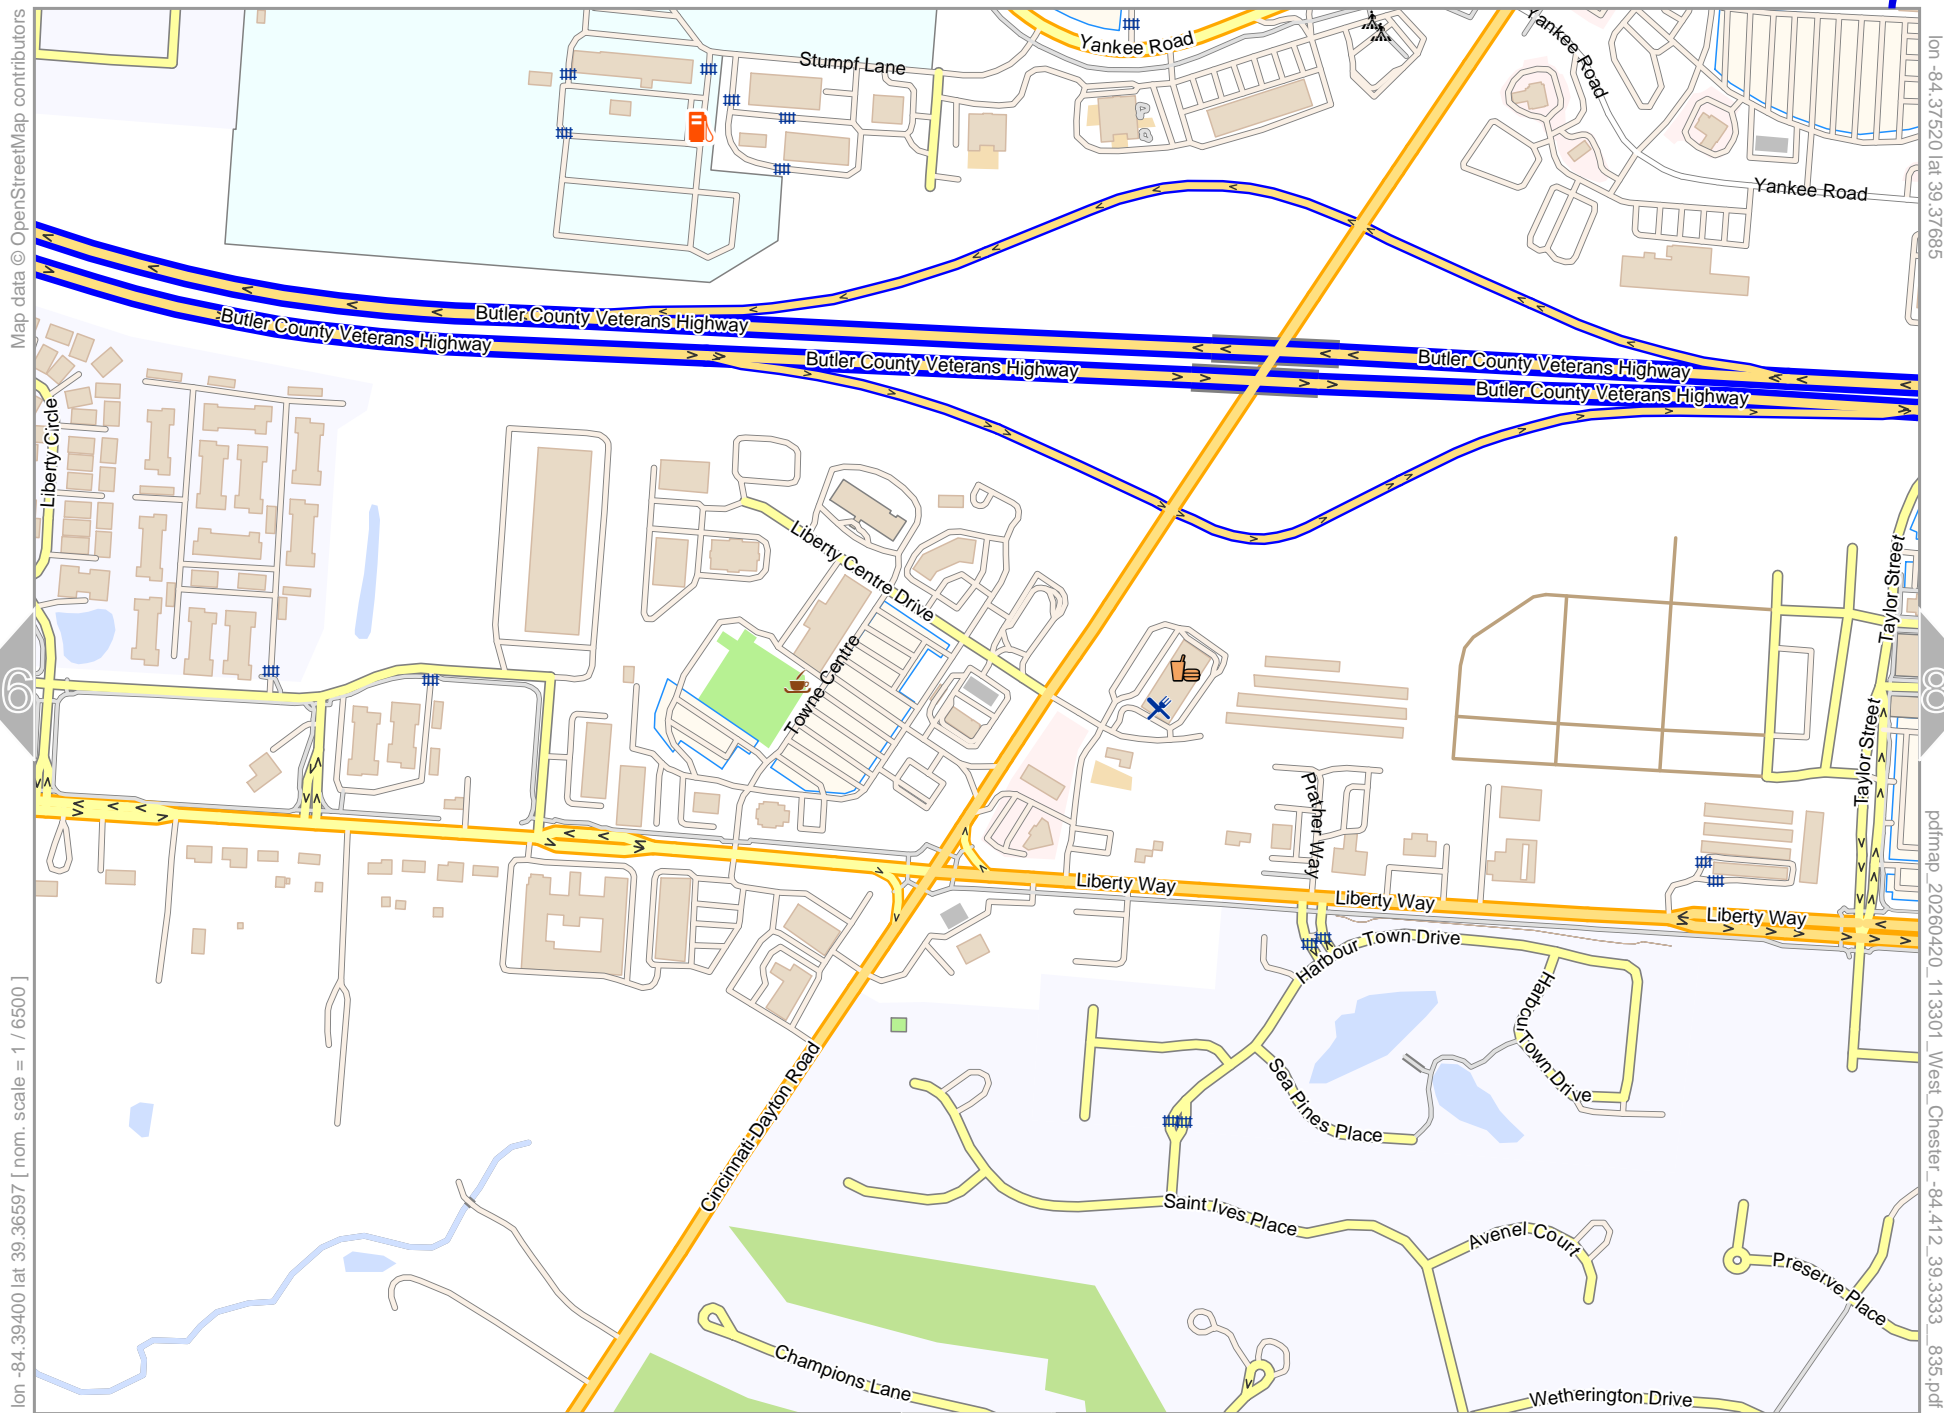 Map data © OpenStreetMap contributors
lon -84.39400 lat 39.36597 [ nom. scale = 1 / 6500 ]
lon -84.37520 lat 39.37685
pdfmap_20260420_113301_West_Chester_-84.412_39.3333__835.pdf
6
8
Yankee Road
Stumpf Lane
Yankee Road
Yankee Road
Butler County Veterans Highway
Butler County Veterans Highway
Butler County Veterans Highway
Butler County Veterans Highway
Butler County Veterans Highway
Liberty Circle
Liberty Centre Drive
Towne Centre
Taylor Street
Taylor Street
Prather Way
Liberty Way
Liberty Way
Liberty Way
Harbour Town Drive
Harbour Town Drive
Sea Pines Place
Cincinnati-Dayton Road
Saint Ives Place
Avenel Court
Preserve Place
Champions Lane
Wetherington Drive